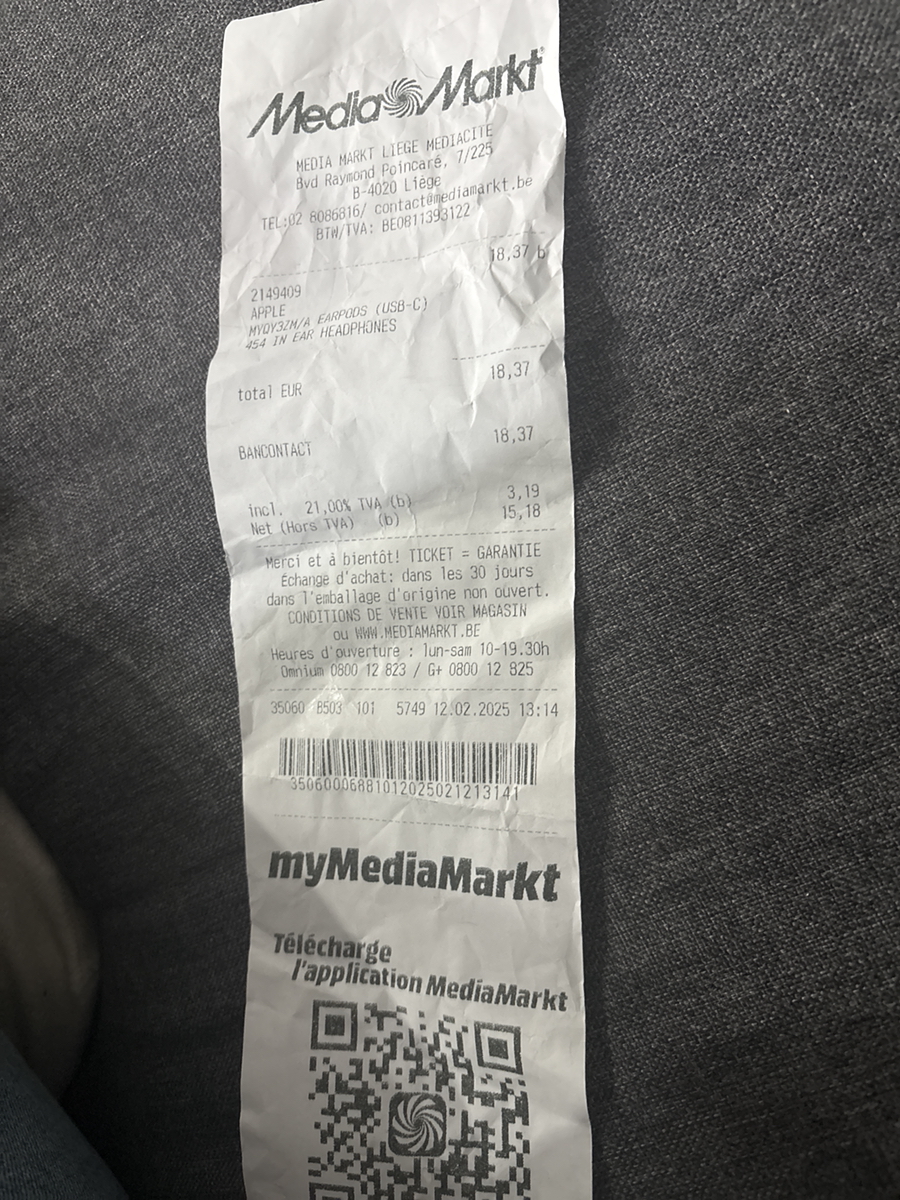 MediaMarkt
MEDIA MARKT LIEGE MEDIACITE
Bvd Raymond Poincaré, 7/225
B-4020 Liège
TEL:02 8086816/ contact@mediamarkt.be
BTW/TVA: BE0811393122
18,37 b
2149409
APPLE
MYQY3ZM/A EARPODS (USB-C)
454 IN EAR HEADPHONES
total EUR 18,37
BANCONTACT 18,37
incl. 21,00% TVA (b) 3,19
Net (Hors TVA) (b) 15,18
Merci et à bientôt! TICKET = GARANTIE
Échange d'achat: dans les 30 jours
dans l'emballage d'origine non ouvert.
CONDITIONS DE VENTE VOIR MAGASIN
ou WWW.MEDIAMARKT.BE
Heures d'ouverture : lun-sam 10-19.30h
Omnium 0800 12 823 / G+ 0800 12 825
35060 B503 101 5749 12.02.2025 13:14
35060006881012025021213141
myMediaMarkt
Télécharge
l'application MediaMarkt